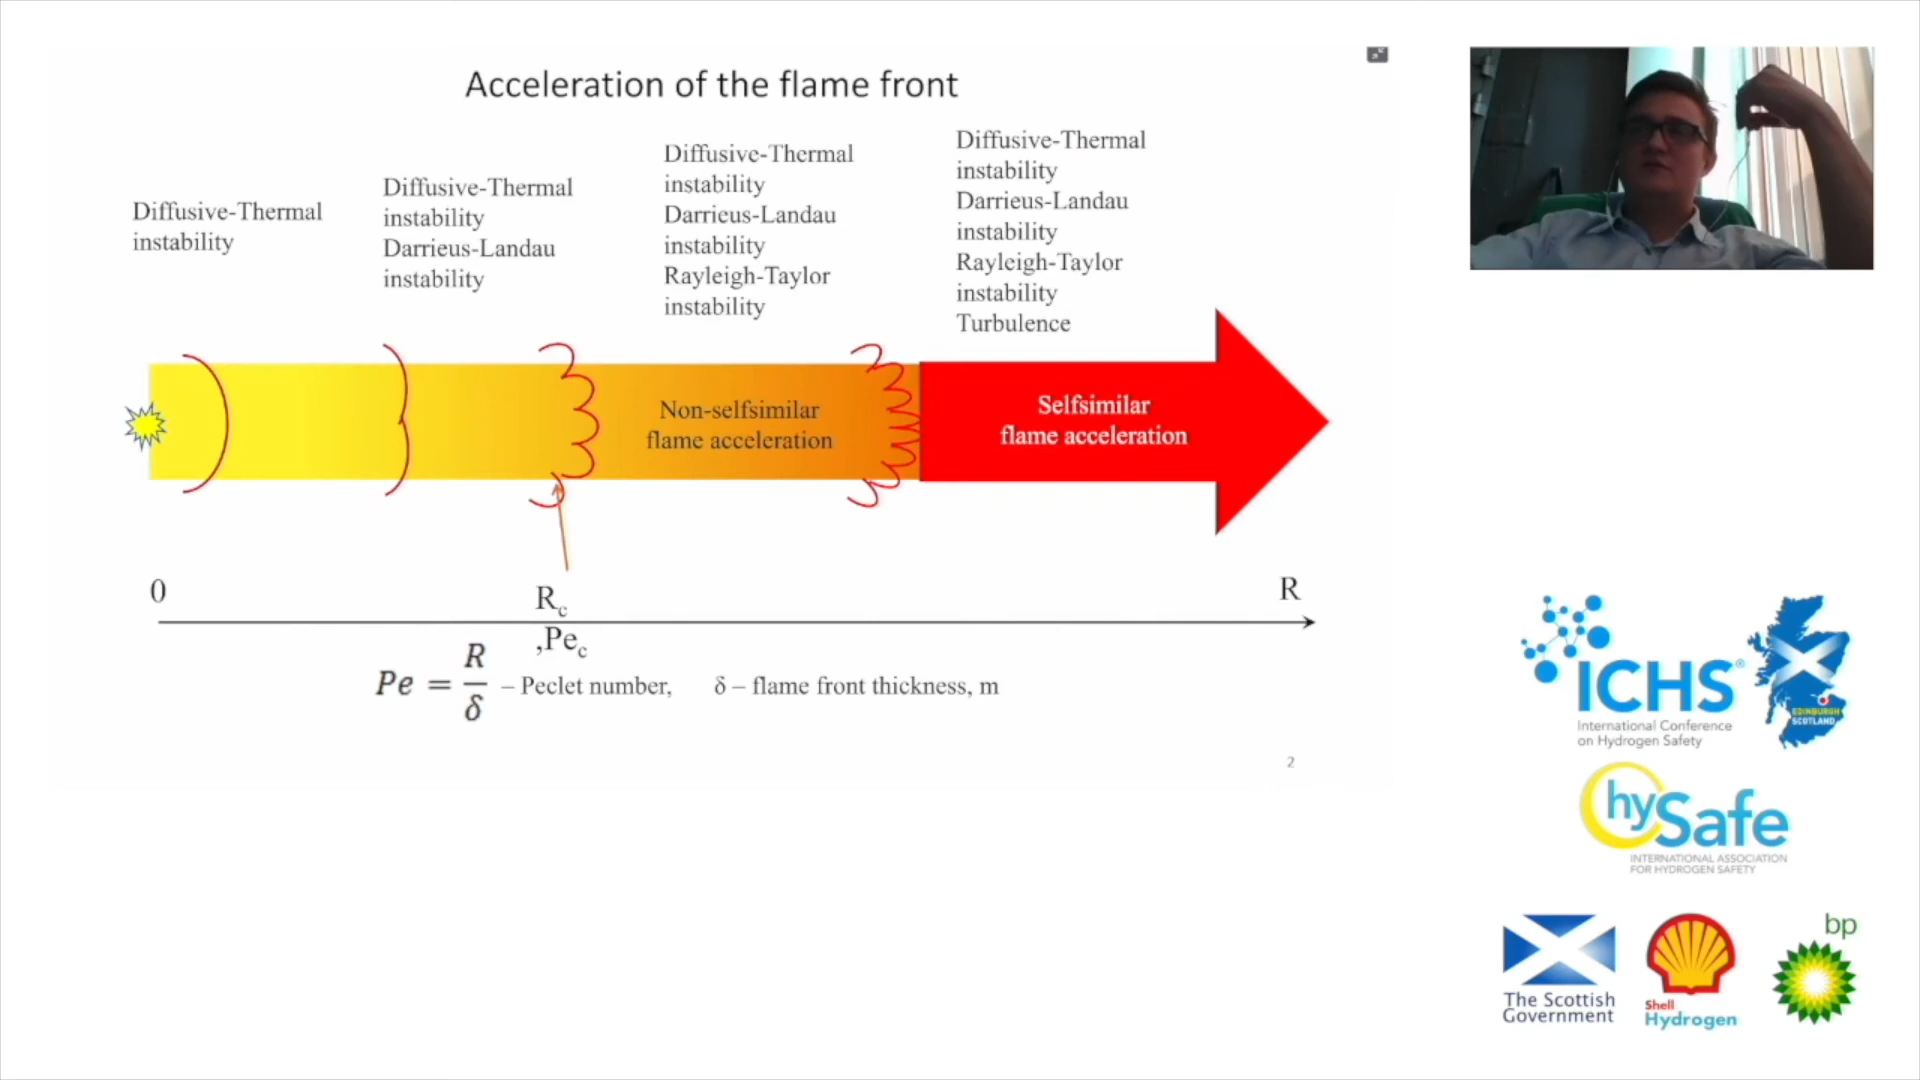 Acceleration of the flame front
Diffusive-Thermal
instability
Diffusive-Thermal
instability
Darrieus-Landau
instability
Diffusive-Thermal
instability
Darrieus-Landau
instability
Rayleigh-Taylor
instability
Diffusive-Thermal
instability
Darrieus-Landau
instability
Rayleigh-Taylor
instability
Turbulence
Non-selfsimilar
flame acceleration
Selfsimilar
flame acceleration
0
R
Rc
,Pec
Pe = R/δ – Peclet number, δ – flame front thickness, m
2
ICHS®
International Conference
on Hydrogen Safety
EDINBURGH
SCOTLAND
hySafe
INTERNATIONAL ASSOCIATION
FOR HYDROGEN SAFETY
The Scottish
Government
Shell
Hydrogen
bp